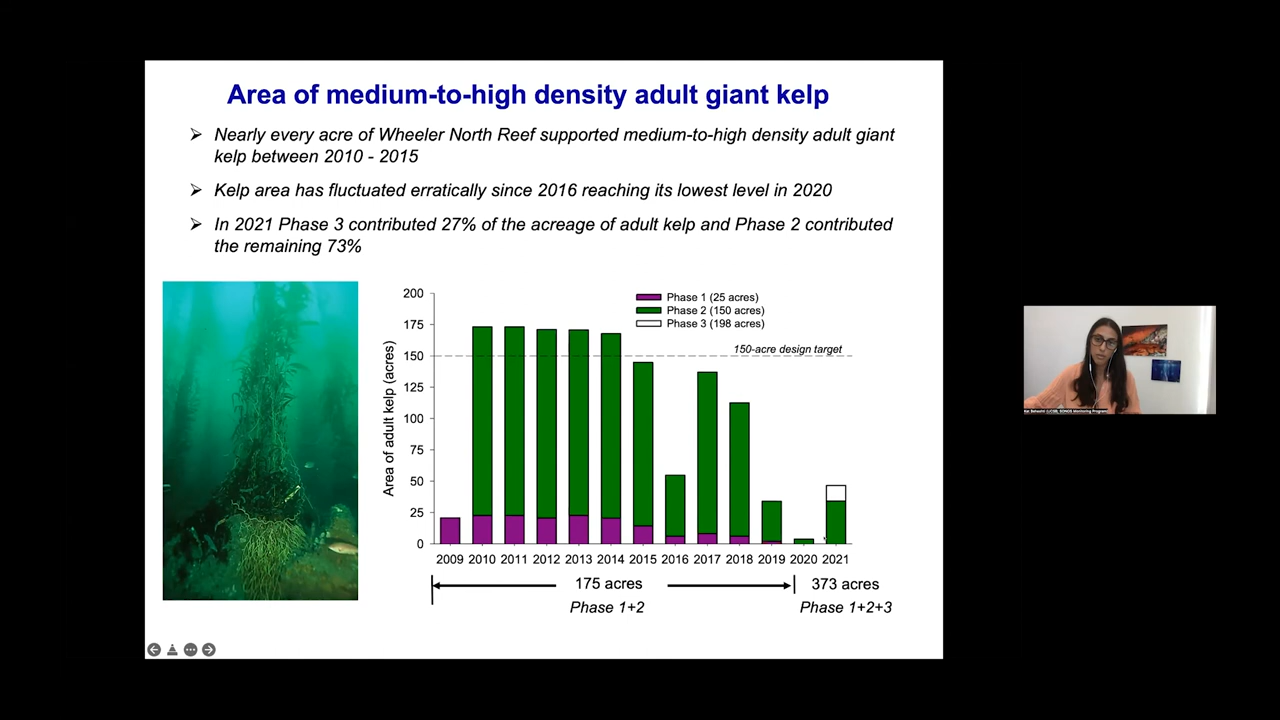 Area of medium-to-high density adult giant kelp
Nearly every acre of Wheeler North Reef supported medium-to-high density adult giant
kelp between 2010 - 2015
Kelp area has fluctuated erratically since 2016 reaching its lowest level in 2020
In 2021 Phase 3 contributed 27% of the acreage of adult kelp and Phase 2 contributed
the remaining 73%
Phase 1 (25 acres)
Phase 2 (150 acres)
Phase 3 (198 acres)
150-acre design target
Area of adult kelp (acres)
200
175
150
125
100
75
50
25
0
2009 2010 2011 2012 2013 2014 2015 2016 2017 2018 2019 2020 2021
175 acres
373 acres
Phase 1+2
Phase 1+2+3
(UCSB, SONGS Monitoring Program)